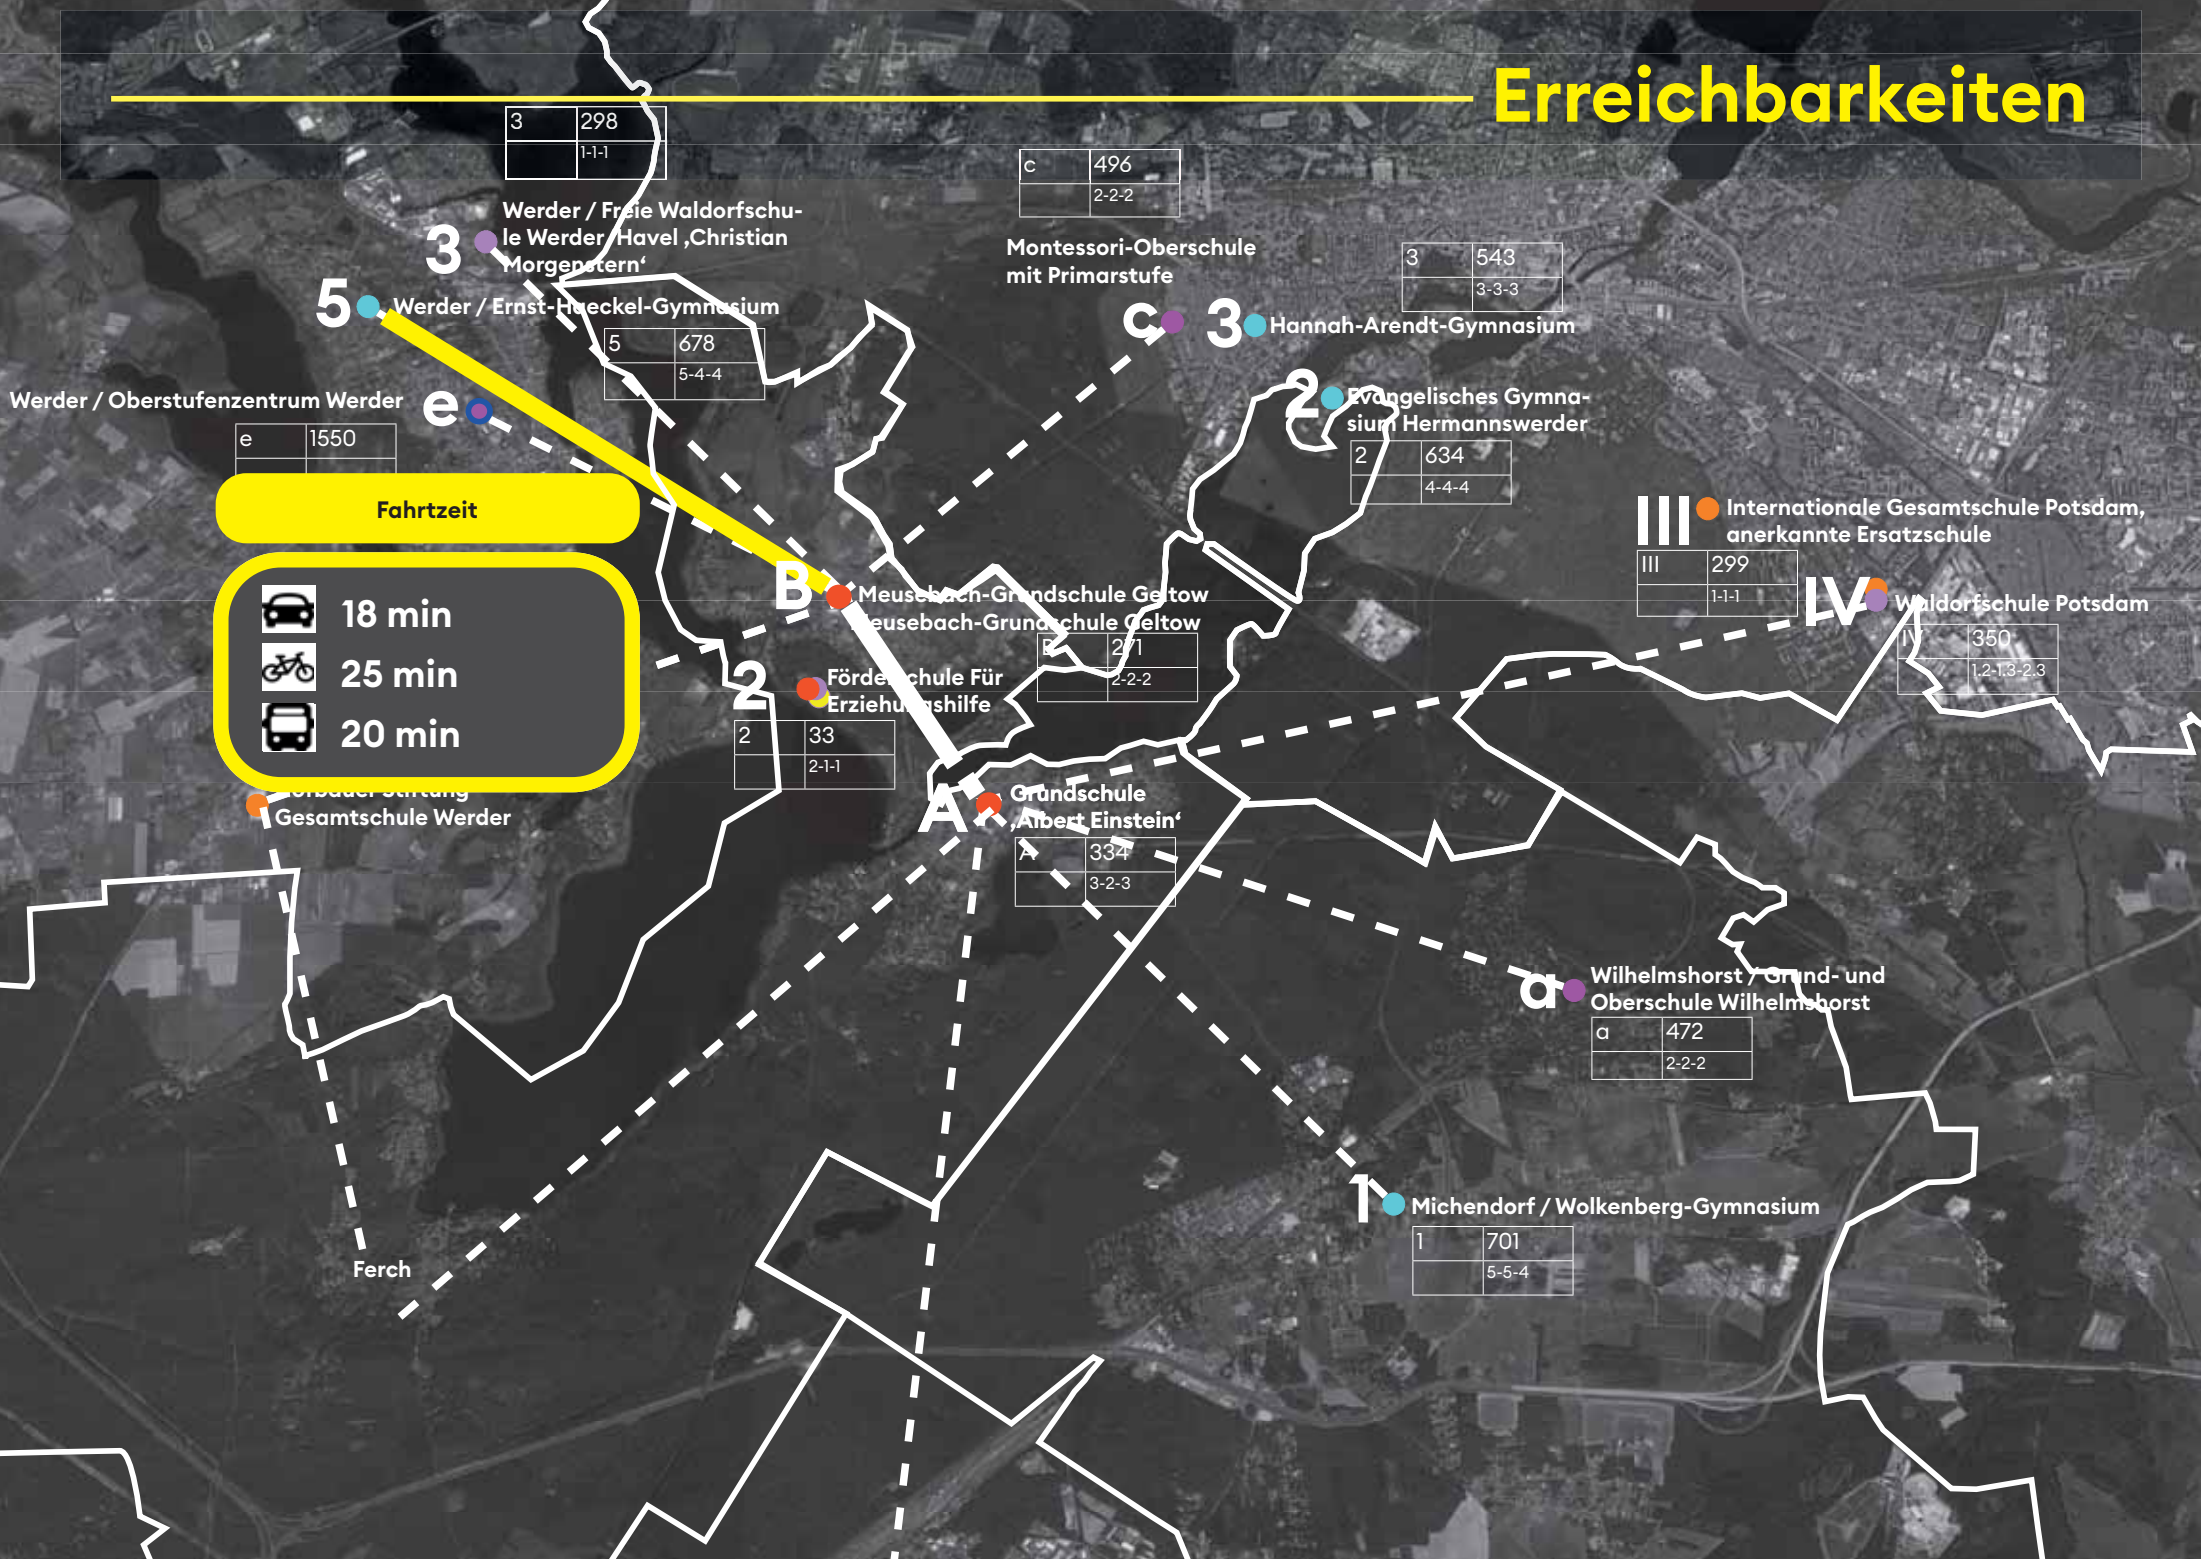 Erreichbarkeiten
3 298
1-1-1
c 496
2-2-2
Werder / Freie Waldorfschu-
le Werder/Havel ‚Christian
Morgenstern‘
3
Montessori-Oberschule
mit Primarstufe
3 543
3-3-3
5
Werder / Ernst-Haeckel-Gymnasium
c
3
Hannah-Arendt-Gymnasium
5 678
5-4-4
Werder / Oberstufenzentrum Werder
e
2
Evangelisches Gymna-
sium Hermannswerder
e 1550
2 634
4-4-4
Fahrtzeit
III
Internationale Gesamtschule Potsdam,
anerkannte Ersatzschule
III 299
1-1-1
18 min
25 min
20 min
B
Meusebach-Grundschule Geltow
Meusebach-Grundschule Geltow
B 271
2-2-2
IV
Waldorfschule Potsdam
IV 350
1.2-1.3-2.3
2
Förderschule Für
Erziehungshilfe
2 33
2-1-1
Hofbauer Stiftung
Gesamtschule Werder
A
Grundschule
‚Albert Einstein‘
A 334
3-2-3
a
Wilhelmshorst / Grund- und
Oberschule Wilhelmshorst
a 472
2-2-2
1
Michendorf / Wolkenberg-Gymnasium
1 701
5-5-4
Ferch